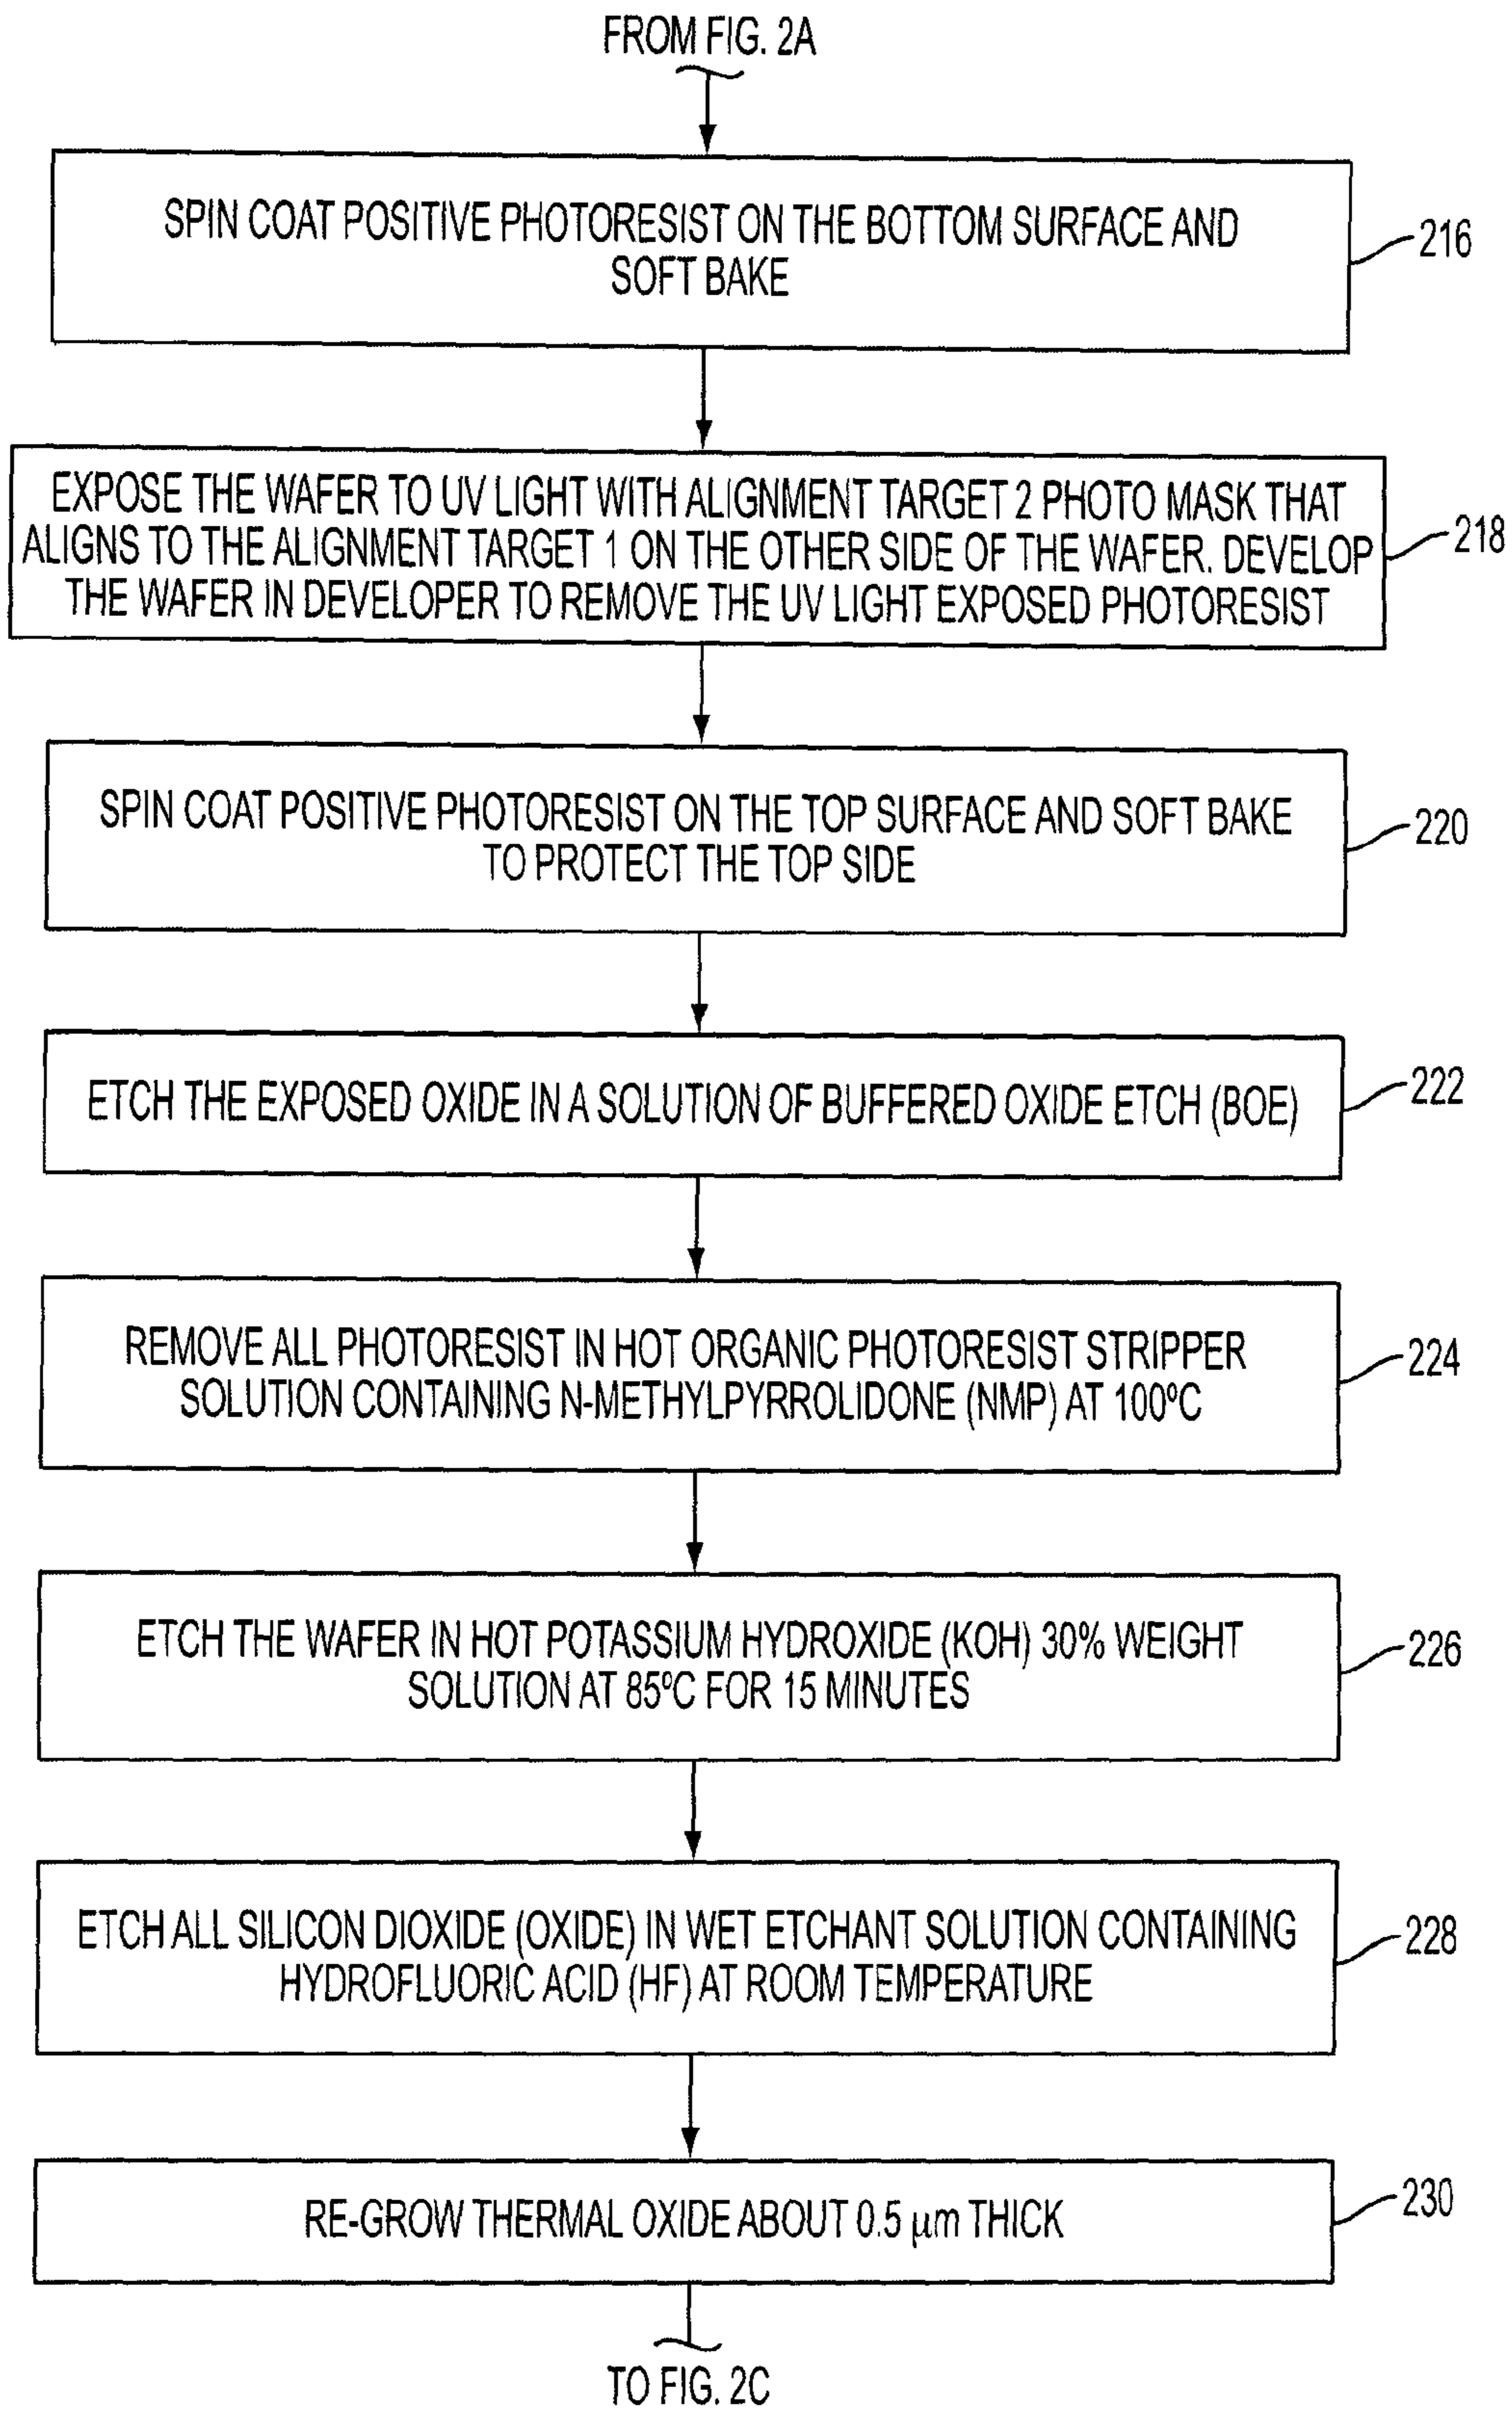 FROM FIG. 2A
SPIN COAT POSITIVE PHOTORESIST ON THE BOTTOM SURFACE AND
SOFT BAKE
216
EXPOSE THE WAFER TO UV LIGHT WITH ALIGNMENT TARGET 2 PHOTO MASK THAT
ALIGNS TO THE ALIGNMENT TARGET 1 ON THE OTHER SIDE OF THE WAFER. DEVELOP
THE WAFER IN DEVELOPER TO REMOVE THE UV LIGHT EXPOSED PHOTORESIST
218
SPIN COAT POSITIVE PHOTORESIST ON THE TOP SURFACE AND SOFT BAKE
TO PROTECT THE TOP SIDE
220
ETCH THE EXPOSED OXIDE IN A SOLUTION OF BUFFERED OXIDE ETCH (BOE)
222
REMOVE ALL PHOTORESIST IN HOT ORGANIC PHOTORESIST STRIPPER
SOLUTION CONTAINING N-METHYLPYRROLIDONE (NMP) AT 100ºC
224
ETCH THE WAFER IN HOT POTASSIUM HYDROXIDE (KOH) 30% WEIGHT
SOLUTION AT 85ºC FOR 15 MINUTES
226
ETCH ALL SILICON DIOXIDE (OXIDE) IN WET ETCHANT SOLUTION CONTAINING
HYDROFLUORIC ACID (HF) AT ROOM TEMPERATURE
228
RE-GROW THERMAL OXIDE ABOUT 0.5 µm THICK
230
TO FIG. 2C